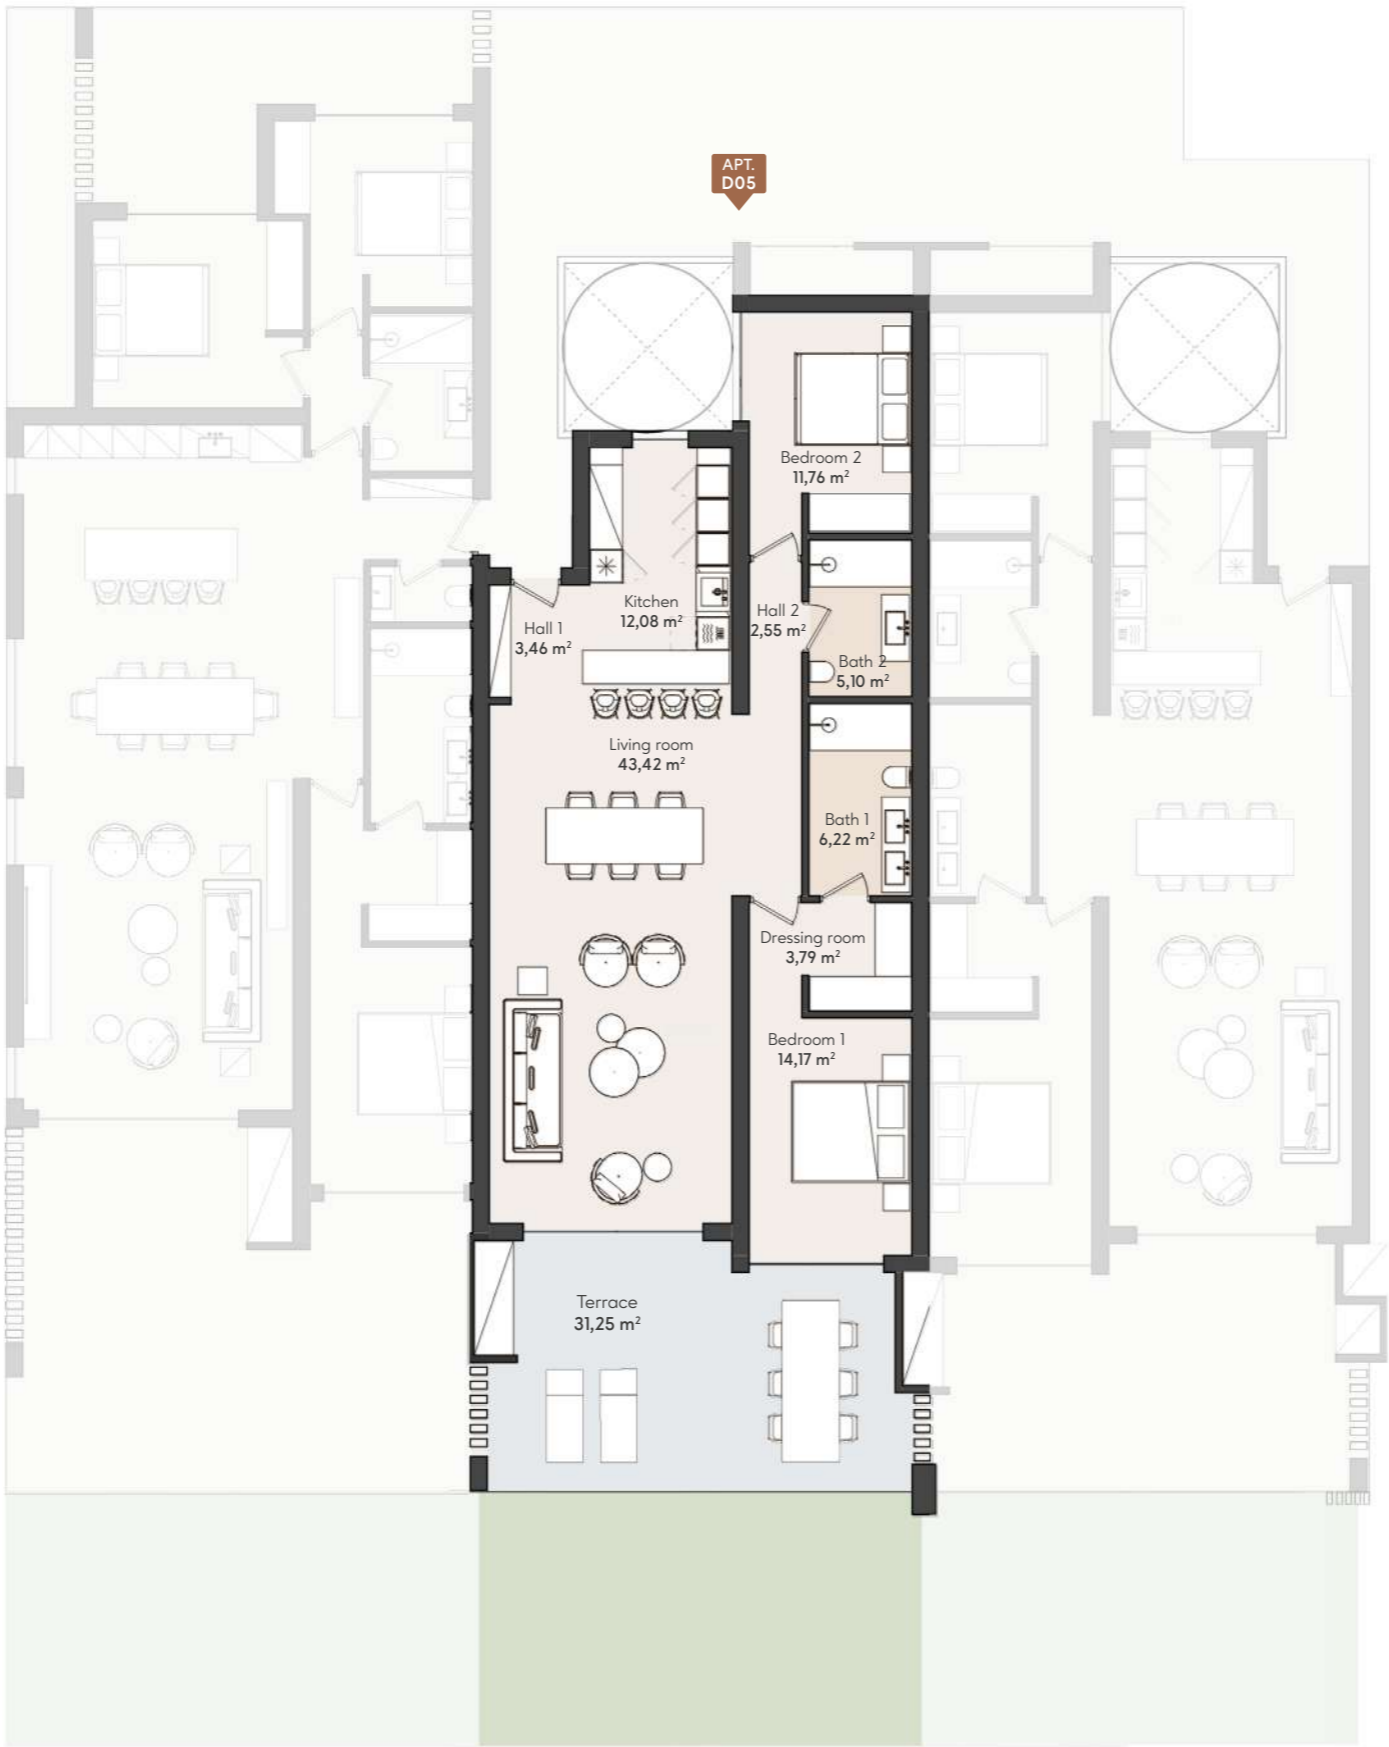 APT.
D05
Bedroom 2
11,76 m²
Kitchen
12,08 m²
Hall 1
3,46 m²
Hall 2
2,55 m²
Bath 2
5,10 m²
Living room
43,42 m²
Bath 1
6,22 m²
Dressing room
3,79 m²
Bedroom 1
14,17 m²
Terrace
31,25 m²